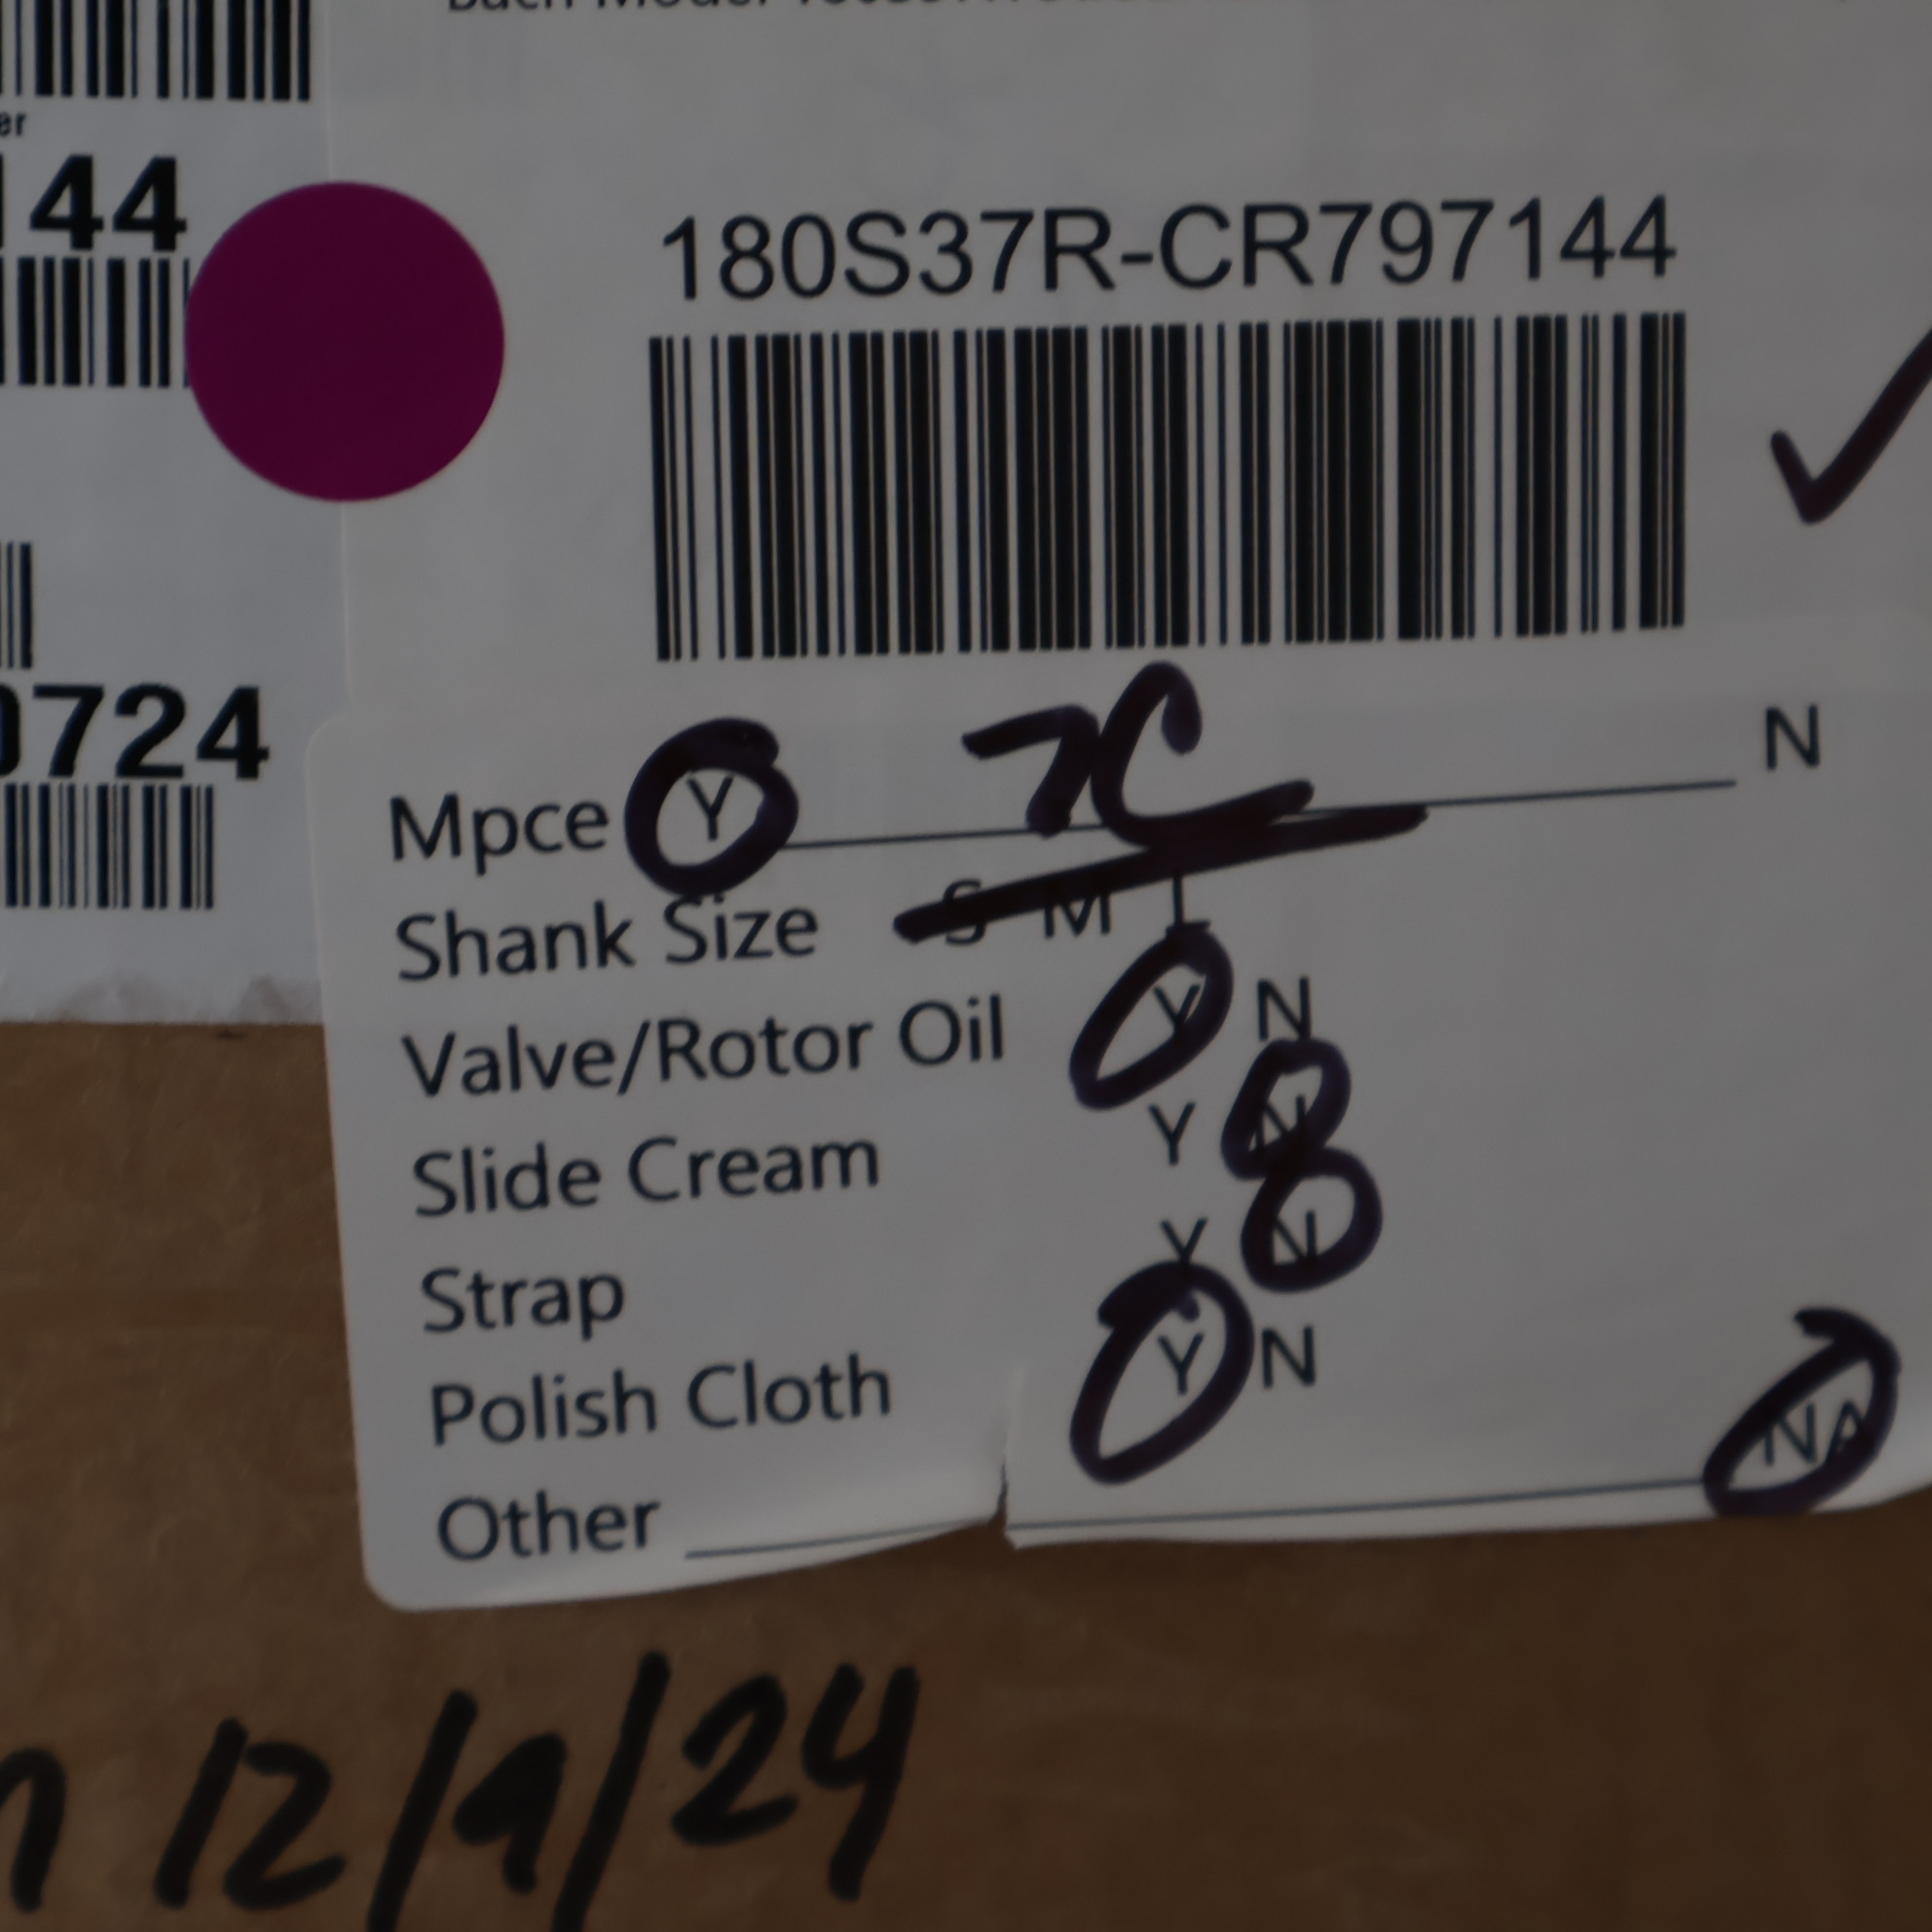 er
144
0724
180S37R-CR797144
Mpce Y 7C N
Shank Size S M L
Valve/Rotor Oil Y N
Slide Cream Y N
Strap Y N
Polish Cloth Y N
Other NA
12/9/24